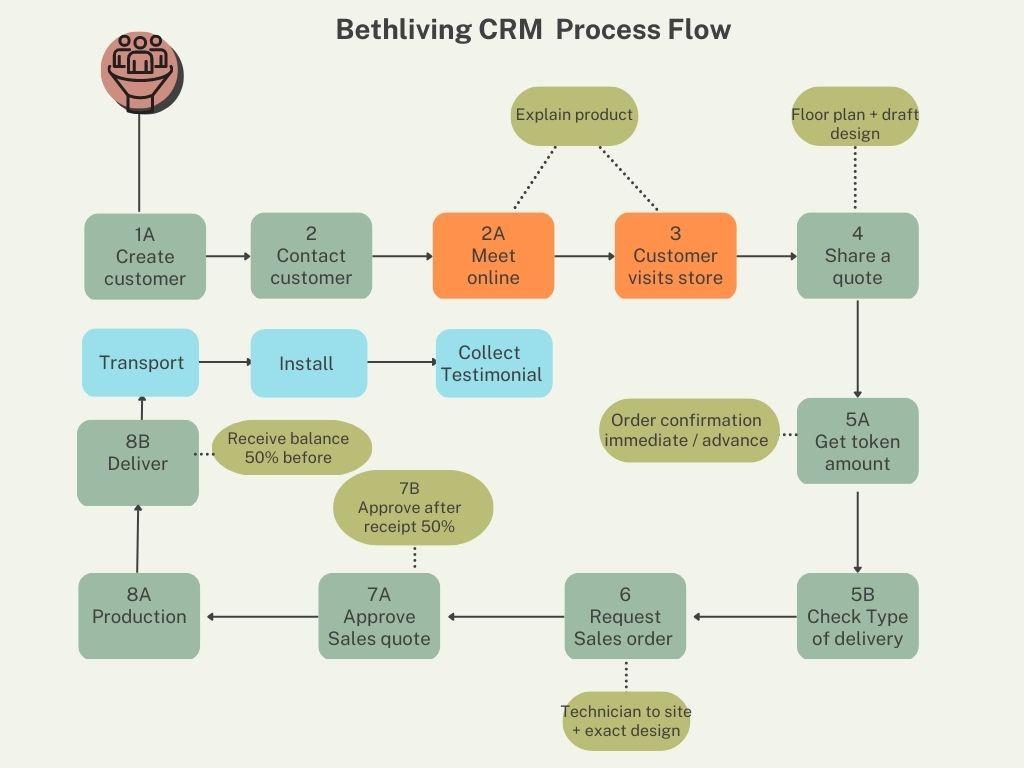 Bethliving CRM Process Flow
Explain product
Floor plan + draft
design
1A
Create
customer
2
Contact
customer
2A
Meet
online
3
Customer
visits store
4
Share a
quote
Transport
Install
Collect
Testimonial
Order confirmation
immediate / advance
5A
Get token
amount
8B
Deliver
Receive balance
50% before
7B
Approve after
receipt 50%
8A
Production
7A
Approve
Sales quote
6
Request
Sales order
5B
Check Type
of delivery
Technician to site
+ exact design